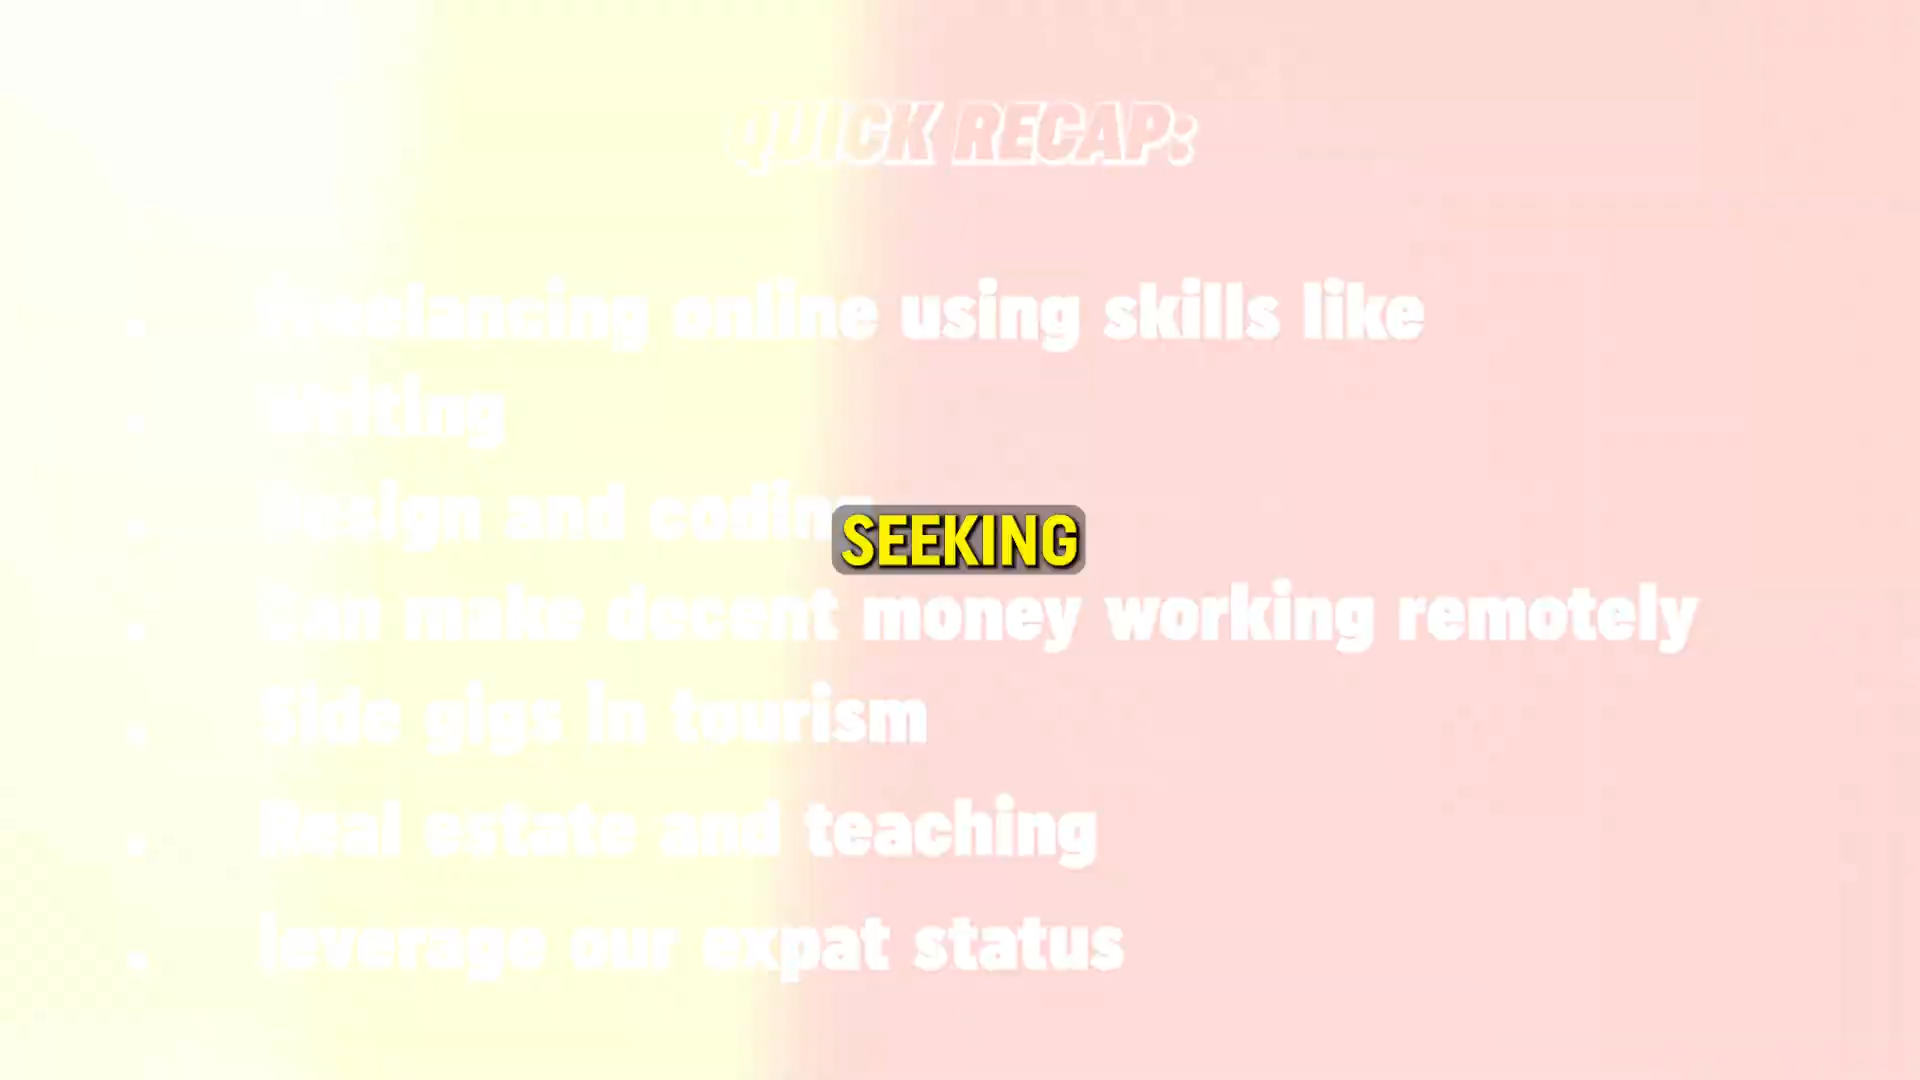 QUICK RECAP:
freelancing online using skills like
writing
Design and coding
SEEKING
Can make decent money working remotely
Side gigs in tourism
Real estate and teaching
leverage our expat status